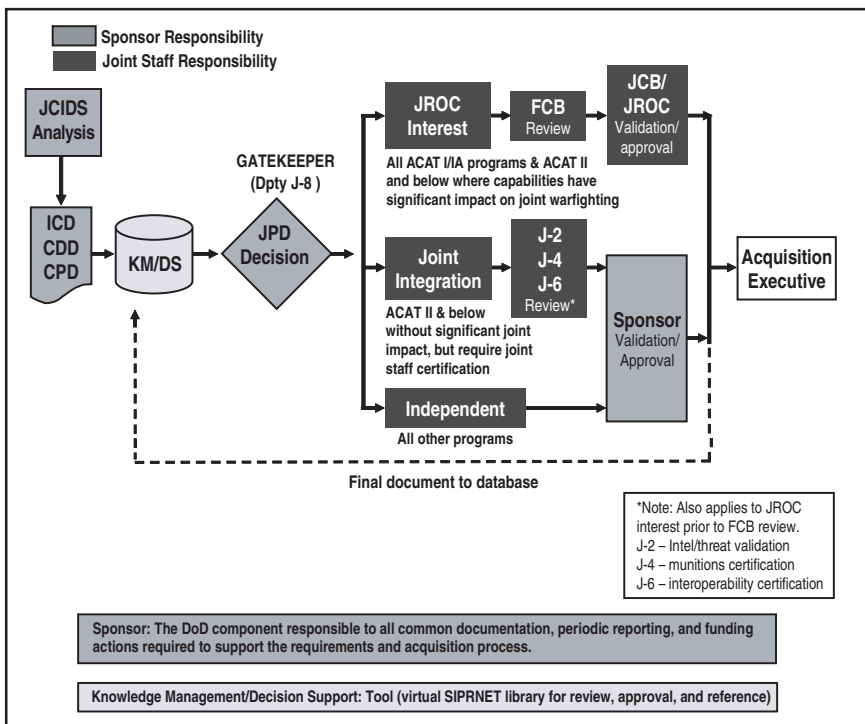 Sponsor Responsibility
Joint Staff Responsibility
JCIDS
Analysis
ICD
CDD
CPD
KM/DS
GATEKEEPER
(Dpty J-8 )
JPD
Decision
JROC
Interest
FCB
Review
JCB/
JROC
Validation/
approval
All ACAT I/IA programs & ACAT II
and below where capabilities have
significant impact on joint warfighting
Joint
Integration
J-2
J-4
J-6
Review*
ACAT II & below
without significant joint
impact, but require joint
staff certification
Sponsor
Validation/
Approval
Acquisition
Executive
Independent
All other programs
Final document to database
*Note: Also applies to JROC
interest prior to FCB review.
J-2 – Intel/threat validation
J-4 – munitions certification
J-6 – interoperability certification
Sponsor: The DoD component responsible to all common documentation, periodic reporting, and funding
actions required to support the requirements and acquisition process.
Knowledge Management/Decision Support: Tool (virtual SIPRNET library for review, approval, and reference)